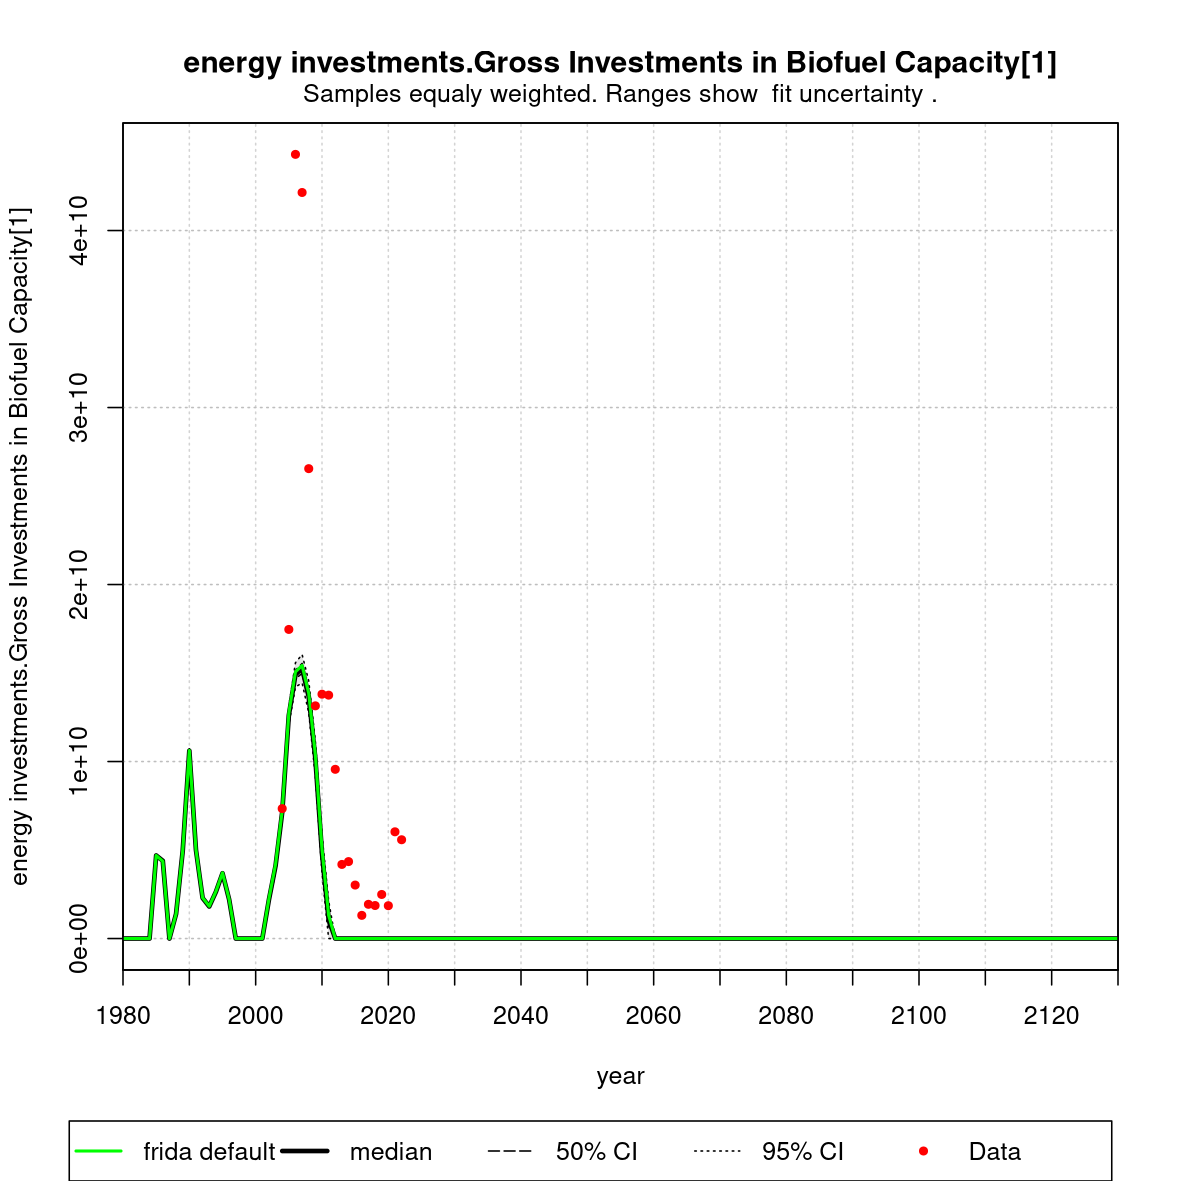 energy investments.Gross Investments in Biofuel Capacity[1]
Samples equaly weighted. Ranges show  fit uncertainty .
energy investments.Gross Investments in Biofuel Capacity[1]
4e+10
3e+10
2e+10
1e+10
0e+00
1980 2000 2020 2040 2060 2080 2100 2120
year
frida default median 50% CI 95% CI Data